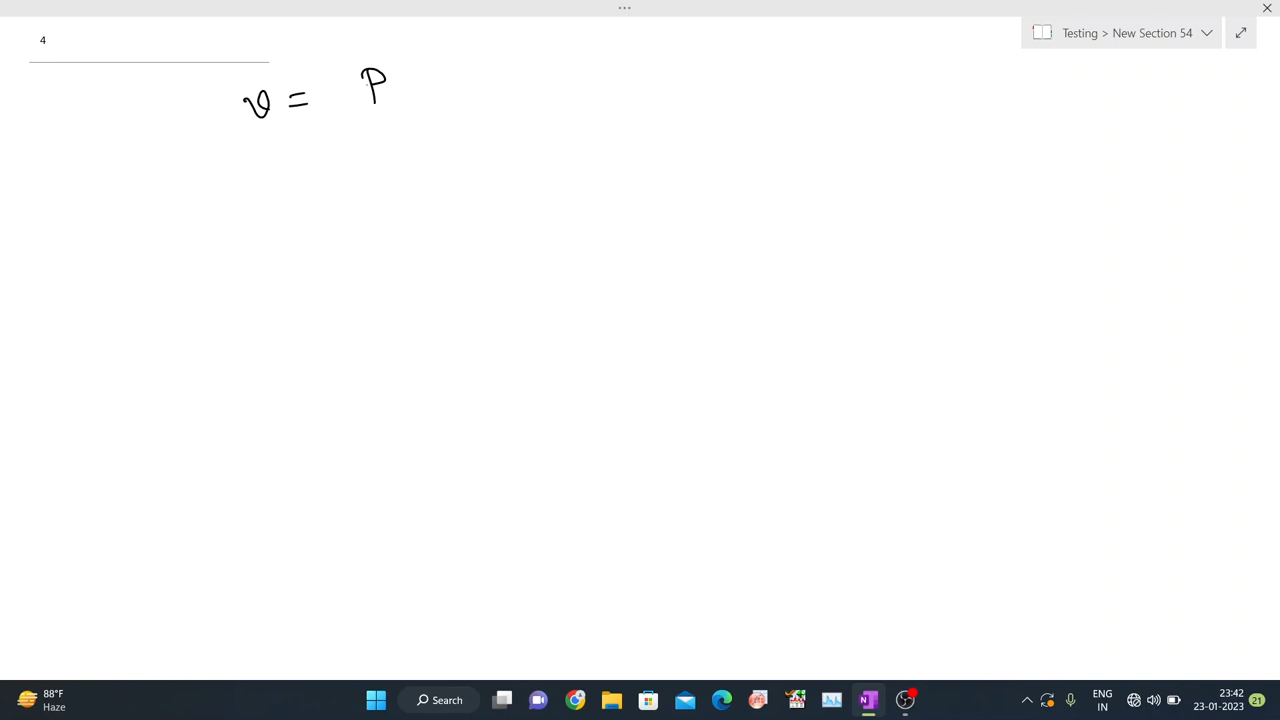 Testing > New Section 54
4
v = P
88°F
Haze
Search
ENG
IN
23:42
23-01-2023
21